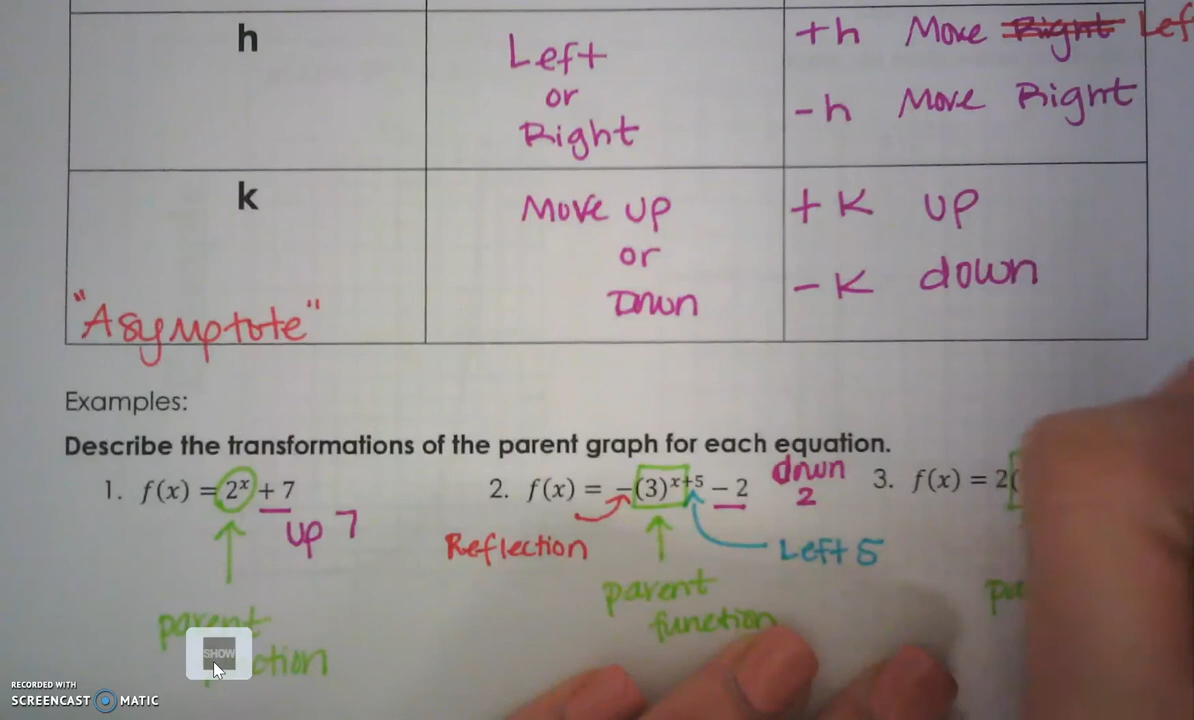 h
Left
or
Right
+h Move Right Lef
-h Move Right
k
"Asymptote"
Move up
or
Down
+ K up
- K down
Examples:
Describe the transformations of the parent graph for each equation.
1. f(x) = 2ˣ + 7
up 7
parent
ction
2. f(x) = −(3)ˣ⁺⁵ − 2
down
2
Reflection
Left 5
parent
function
3. f(x) = 2(
SHOW
RECORDED WITH
SCREENCAST MATIC